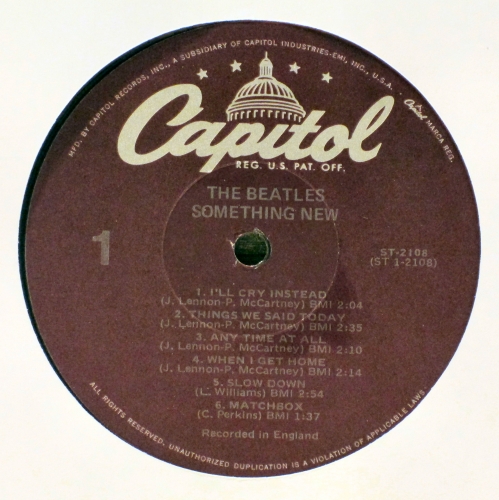 MFD. BY CAPITOL RECORDS, INC., A SUBSIDIARY OF CAPITOL INDUSTRIES-EMI, INC., U.S.A.
Capitol MARCA REG.
Capitol
REG. U.S. PAT. OFF.
THE BEATLES
SOMETHING NEW
1
ST-2108
(ST 1-2108)
1. I'LL CRY INSTEAD
(J. Lennon-P. McCartney) BMI 2:04
2. THINGS WE SAID TODAY
(J. Lennon-P. McCartney) BMI 2:35
3. ANY TIME AT ALL
(J. Lennon-P. McCartney) BMI 2:10
4. WHEN I GET HOME
(J. Lennon-P. McCartney) BMI 2:14
5. SLOW DOWN
(L. Williams) BMI 2:54
6. MATCHBOX
(C. Perkins) BMI 1:37
Recorded in England
ALL RIGHTS RESERVED. UNAUTHORIZED DUPLICATION IS A VIOLATION OF APPLICABLE LAWS.